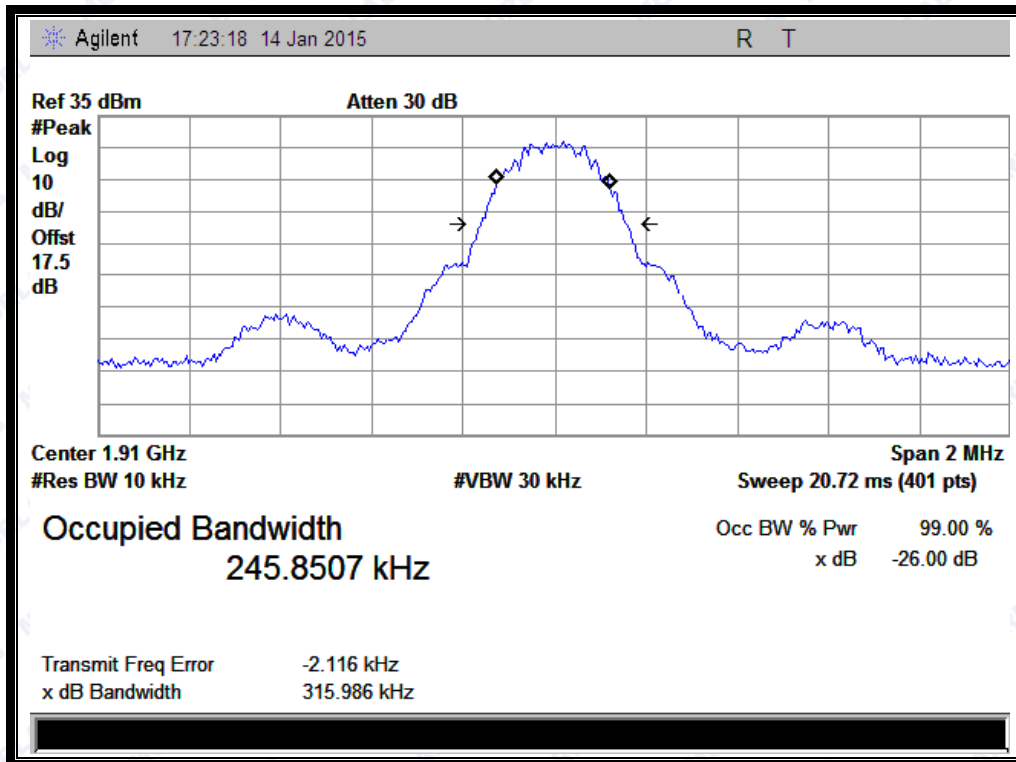 Agilent 17:23:18 14 Jan 2015 R T
Ref 35 dBm Atten 30 dB
#Peak
Log
10
dB/
Offst
17.5
dB
Center 1.91 GHz Span 2 MHz
#Res BW 10 kHz #VBW 30 kHz Sweep 20.72 ms (401 pts)
Occupied Bandwidth Occ BW % Pwr 99.00 %
245.8507 kHz x dB -26.00 dB
Transmit Freq Error -2.116 kHz
x dB Bandwidth 315.986 kHz